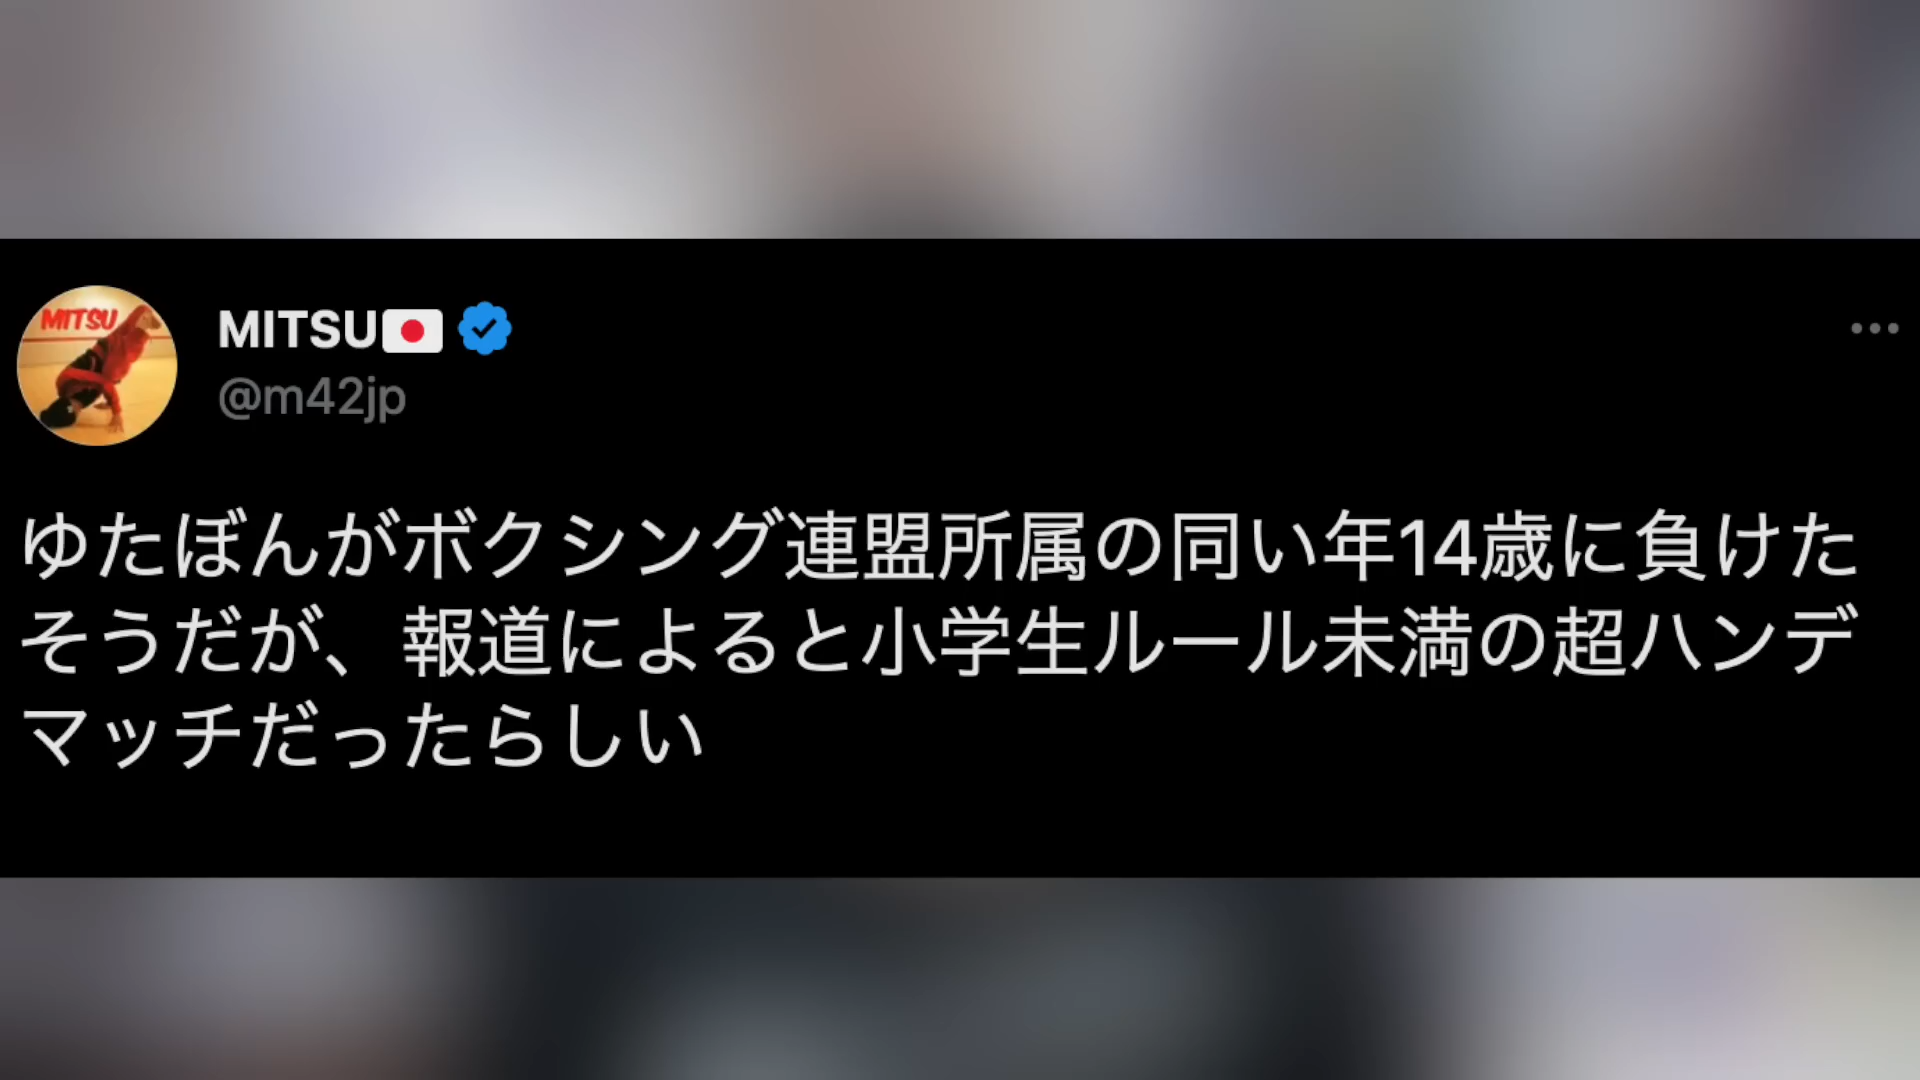 MITSU
MITSU🇯🇵
@m42jp
ゆたぼんがボクシング連盟所属の同い年14歳に負けた
そうだが、報道によると小学生ルール未満の超ハンデ
マッチだったらしい